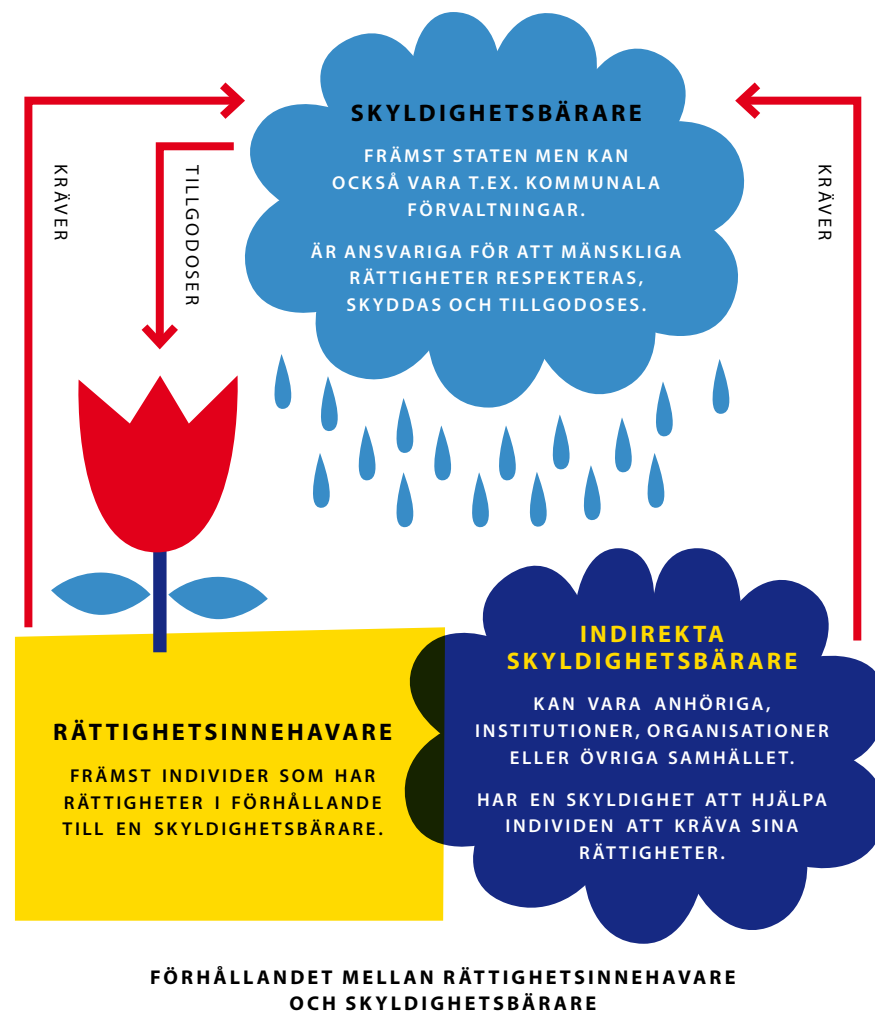 SKYLDIGHETSBÄRARE
FRÄMST STATEN MEN KAN
OCKSÅ VARA T.EX. KOMMUNALA
FÖRVALTNINGAR.
ÄR ANSVARIGA FÖR ATT MÄNSKLIGA
RÄTTIGHETER RESPEKTERAS,
SKYDDAS OCH TILLGODOSES.
KRÄVER
TILLGODOSER
KRÄVER
INDIREKTA
SKYLDIGHETSBÄRARE
KAN VARA ANHÖRIGA,
INSTITUTIONER, ORGANISATIONER
ELLER ÖVRIGA SAMHÄLLET.
HAR EN SKYLDIGHET ATT HJÄLPA
INDIVIDEN ATT KRÄVA SINA
RÄTTIGHETER.
RÄTTIGHETSINNEHAVARE
FRÄMST INDIVIDER SOM HAR
RÄTTIGHETER I FÖRHÅLLANDE
TILL EN SKYLDIGHETSBÄRARE.
FÖRHÅLLANDET MELLAN RÄTTIGHETSINNEHAVARE
OCH SKYLDIGHETSBÄRARE